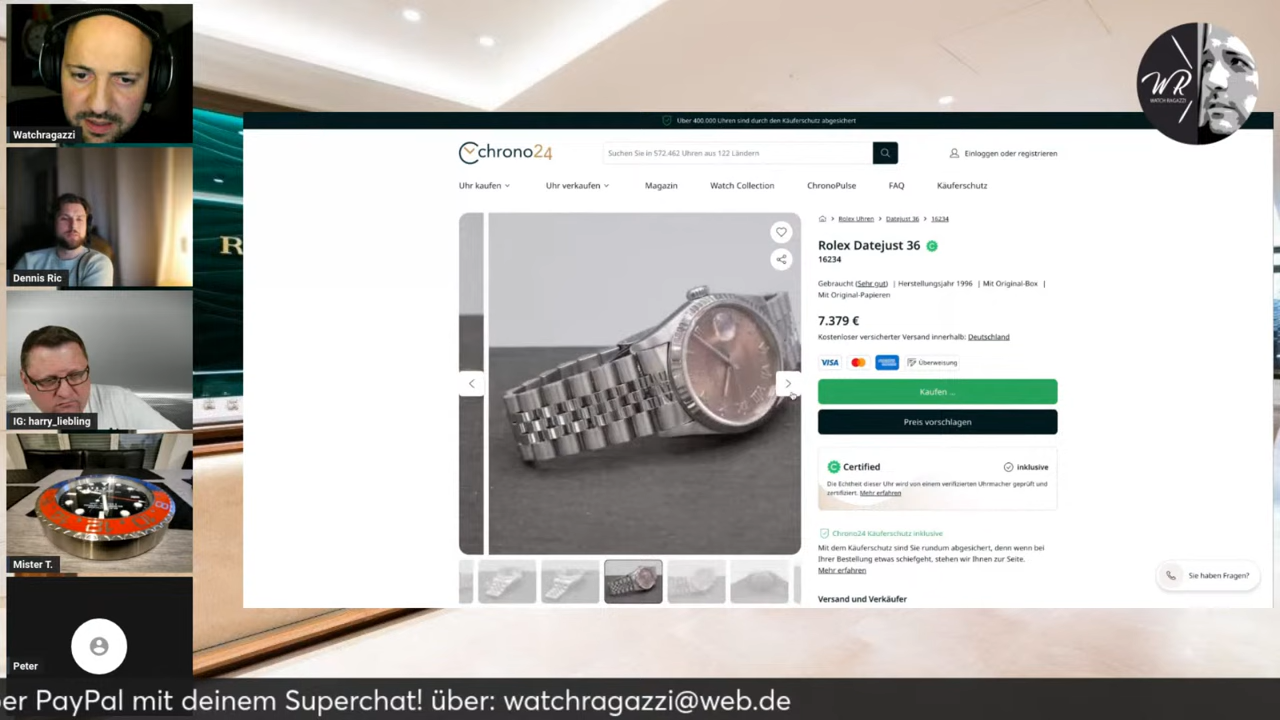 Watchragazzi
Dennis Ric
IG: harry_liebling
Mister T.
Peter
WR
WATCH RAGAZZI
R
Über 400.000 Uhren sind durch den Käuferschutz abgesichert
chrono24
Suchen Sie in 572.462 Uhren aus 122 Ländern
Einloggen oder registrieren
Uhr kaufen
Uhr verkaufen
Magazin
Watch Collection
ChronoPulse
FAQ
Käuferschutz
Rolex Uhren > Datejust 36 > 16234
Rolex Datejust 36
16234
Gebraucht (Sehr gut) | Herstellungsjahr 1996 | Mit Original-Box |
Mit Original-Papieren
7.379 €
Kostenloser versicherter Versand innerhalb: Deutschland
VISA
Überweisung
Kaufen ...
Preis vorschlagen
Certified
inklusive
Die Echtheit dieser Uhr wird von einem verifizierten Uhrmacher geprüft und
zertifiziert. Mehr erfahren
Chrono24 Käuferschutz inklusive
Mit dem Käuferschutz sind Sie rundum abgesichert, denn wenn bei
Ihrer Bestellung etwas schiefgeht, stehen wir Ihnen zur Seite.
Mehr erfahren
Versand und Verkäufer
Sie haben Fragen?
er PayPal mit deinem Superchat! über: watchragazzi@web.de